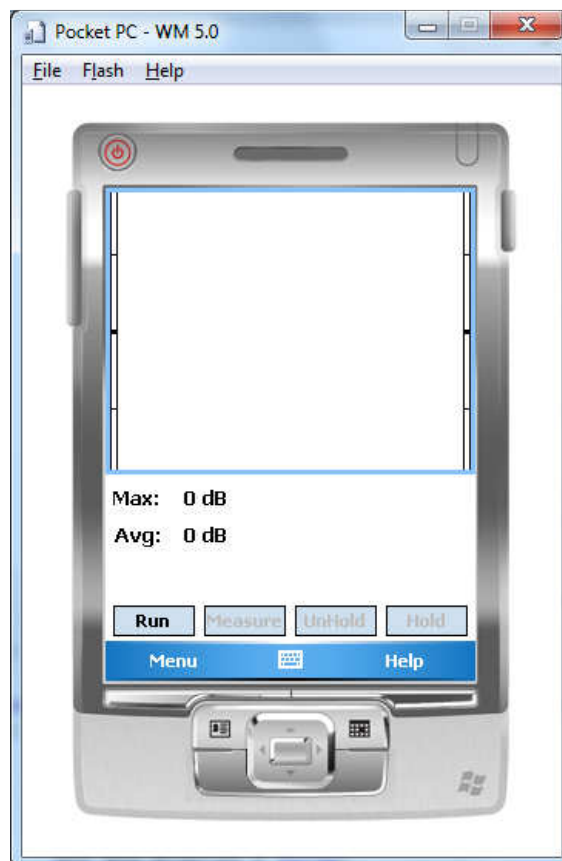 Pocket PC - WM 5.0
File Flash Help
Max: 0 dB
Avg: 0 dB
Run Measure UnHold Hold
Menu Help